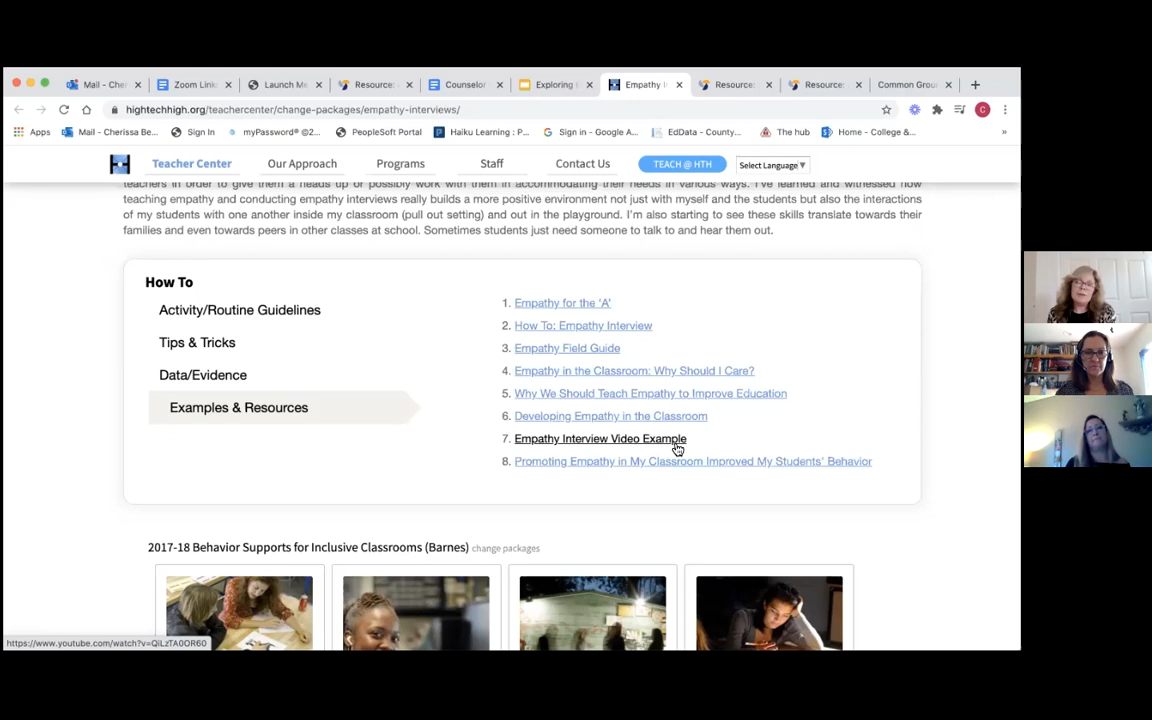 Mail - Cher
Zoom Link
Launch Me
Resource
Counselor
Exploring
Empathy In
Resource
Resource
Common Grou
hightechhigh.org/teachercenter/change-packages/empathy-interviews/
C
Apps
Mail - Cherissa Be...
Sign In
myPassword® ©2...
PeopleSoft Portal
Haiku Learning : P...
Sign in - Google A...
EdData - County...
The hub
Home - College &...
»
Teacher Center
Our Approach
Programs
Staff
Contact Us
TEACH @ HTH
Select Language ▼
teachers in order to give them a heads up or possibly work with them in accommodating their needs in various ways. I've learned and witnessed how
teaching empathy and conducting empathy interviews really builds a more positive environment not just with myself and the students but also the interactions
of my students with one another inside my classroom (pull out setting) and out in the playground. I'm also starting to see these skills translate towards their
families and even towards peers in other classes at school. Sometimes students just need someone to talk to and hear them out.
How To
Activity/Routine Guidelines
Tips & Tricks
Data/Evidence
Examples & Resources
1. Empathy for the 'A'
2. How To: Empathy Interview
3. Empathy Field Guide
4. Empathy in the Classroom: Why Should I Care?
5. Why We Should Teach Empathy to Improve Education
6. Developing Empathy in the Classroom
7. Empathy Interview Video Example
8. Promoting Empathy in My Classroom Improved My Students' Behavior
2017-18 Behavior Supports for Inclusive Classrooms (Barnes) change packages
https://www.youtube.com/watch?v=QiLzTA0OR60